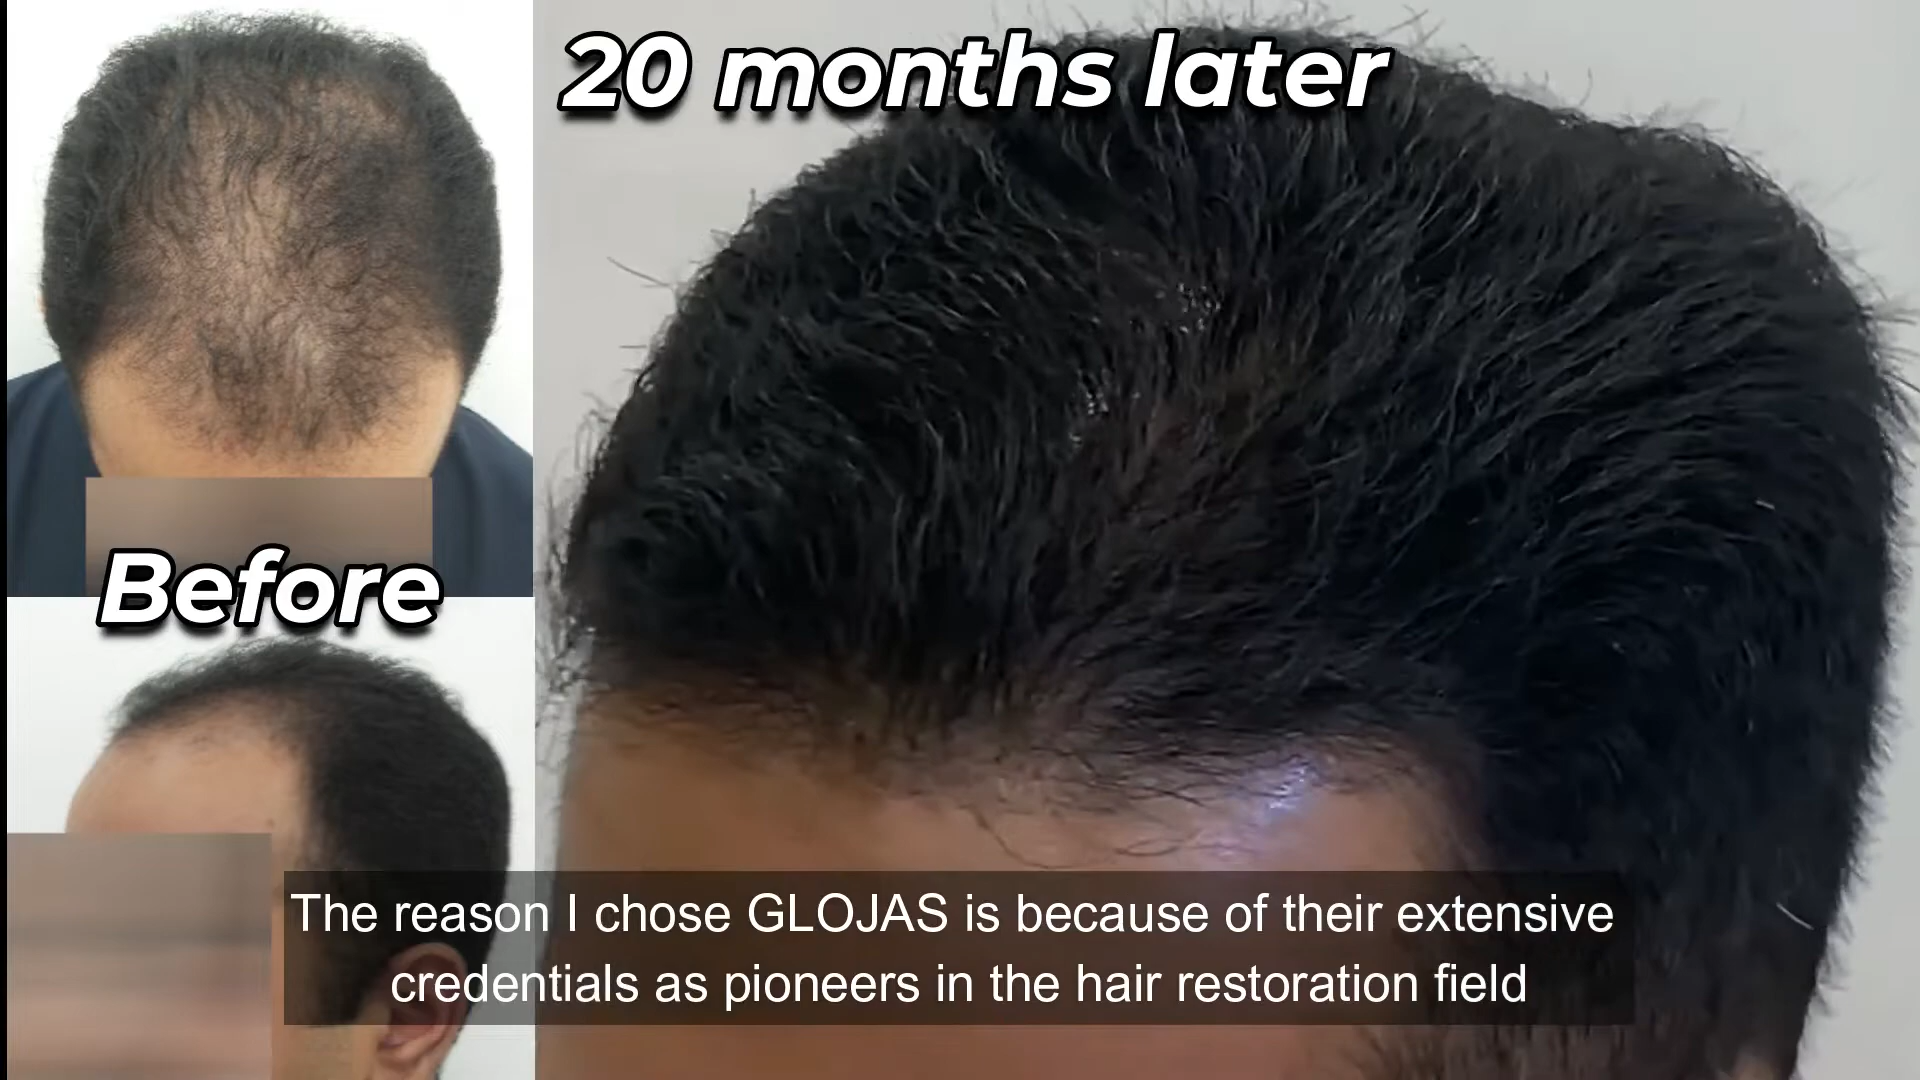 20 months later
Before
The reason I chose GLOJAS is because of their extensive
credentials as pioneers in the hair restoration field